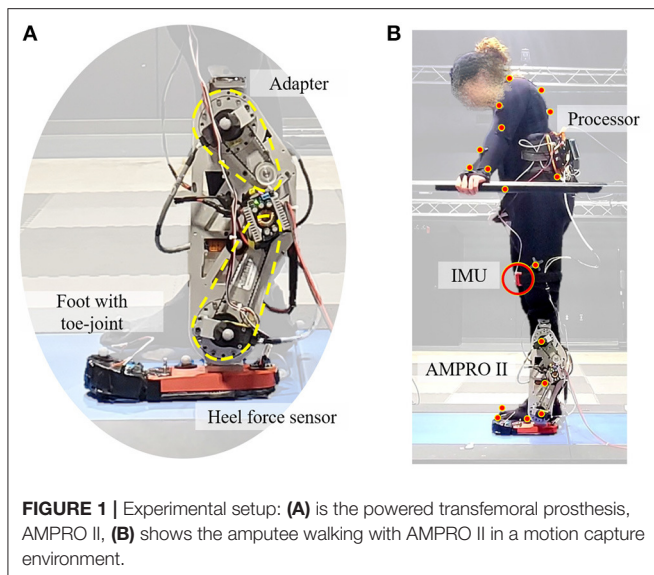 A
Adapter
Foot with
toe-joint
Heel force sensor
B
Processor
IMU
AMPRO II
FIGURE 1 | Experimental setup: (A) is the powered transfemoral prosthesis,
AMPRO II, (B) shows the amputee walking with AMPRO II in a motion capture
environment.